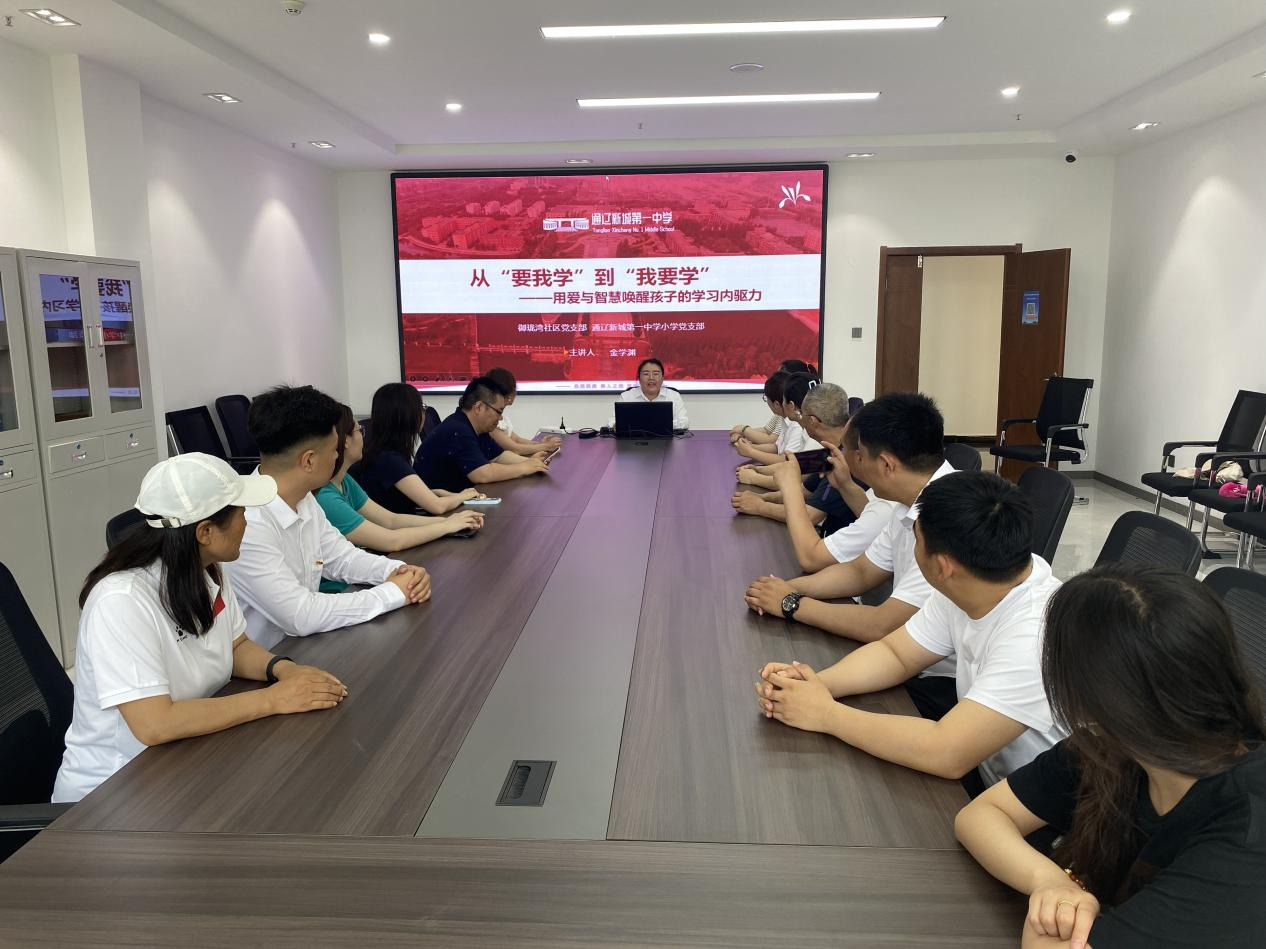 通辽新城第一中学
Tongliao Xincheng No.1 Middle School
从“要我学”到“我要学”
——用爱与智慧唤醒孩子的学习内驱力
御珑湾社区党支部 通辽新城第一中学小学党支部
主讲人 金学渊